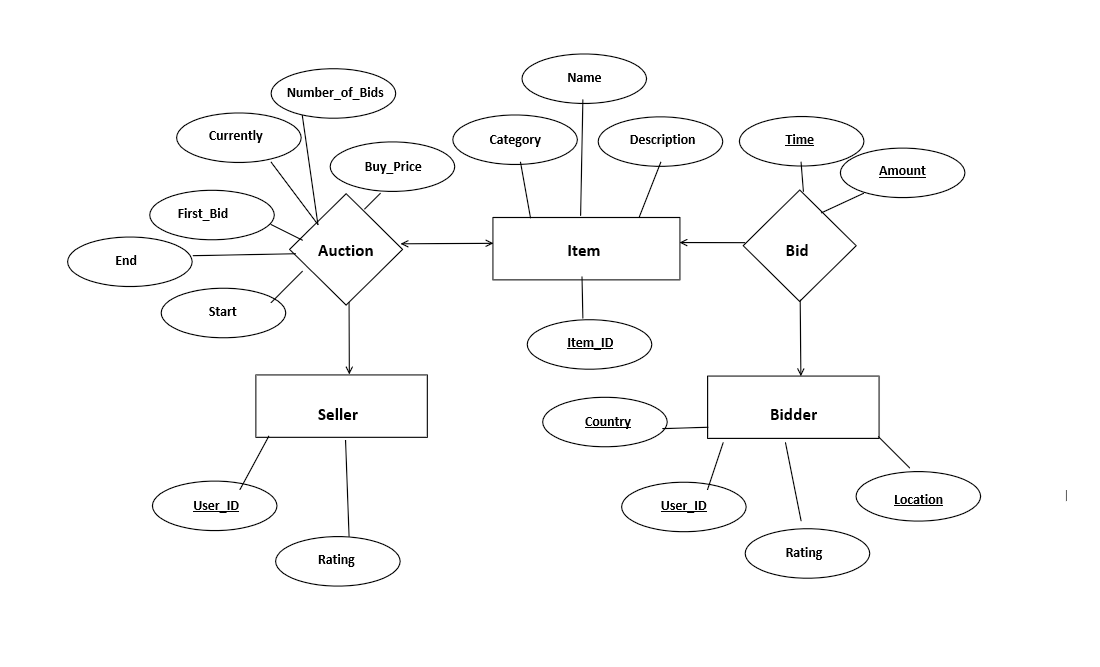 Name
Number_of_Bids
Currently
Category
Description
Time
Buy_Price
Amount
First_Bid
Auction
Item
Bid
End
Start
Item_ID
Seller
Bidder
Country
User_ID
User_ID
Location
Rating
Rating